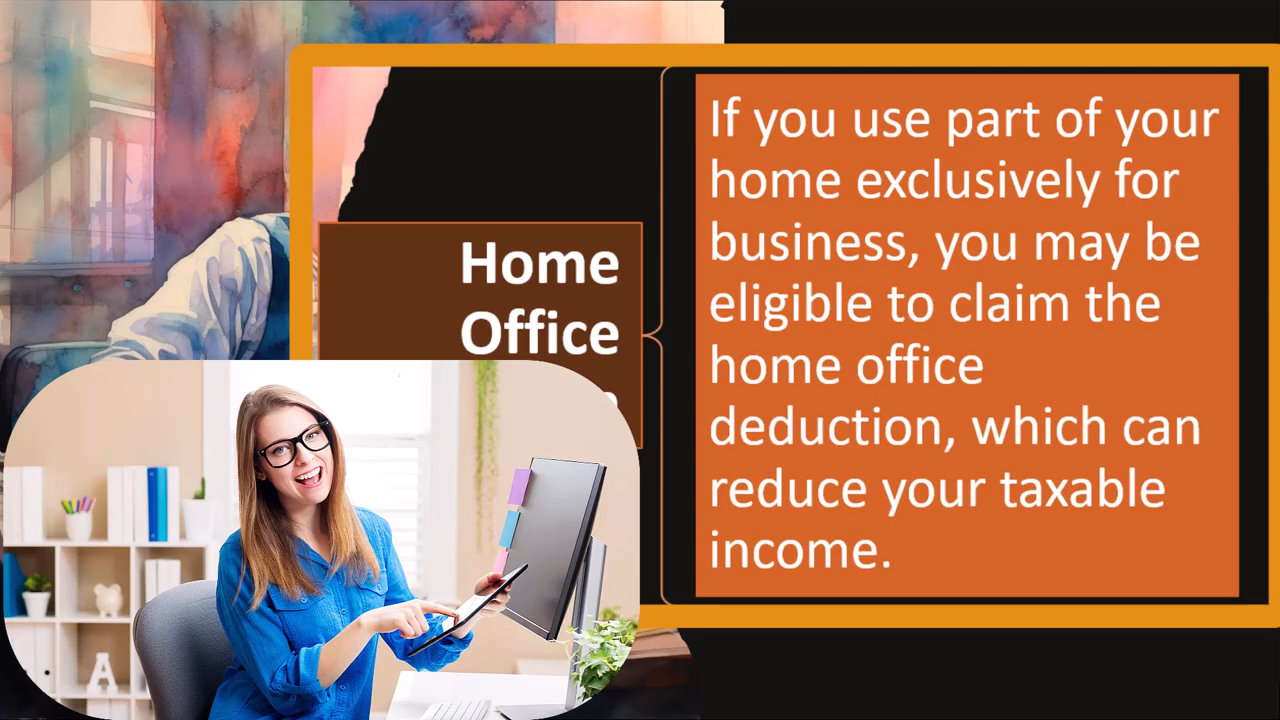 Home
Office
If you use part of your
home exclusively for
business, you may be
eligible to claim the
home office
deduction, which can
reduce your taxable
income.